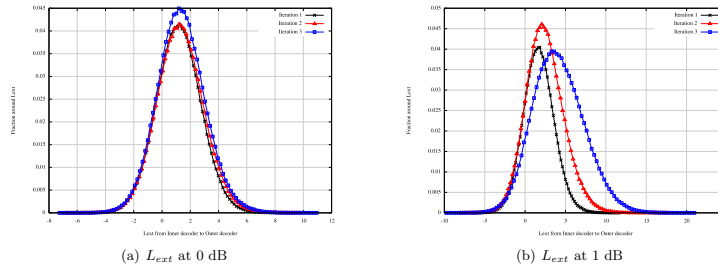 0.045
0.04
0.035
0.03
0.025
0.02
0.015
0.01
0.005
0
Fraction around Lext
Iteration 1
Iteration 2
Iteration 3
-8 -6 -4 -2 0 2 4 6 8 10 12
Lext from Inner decoder to Outer decoder
(a) L_ext at 0 dB
0.05
0.045
0.04
0.035
0.03
0.025
0.02
0.015
0.01
0.005
0
Fraction around Lext
Iteration 1
Iteration 2
Iteration 3
-10 -5 0 5 10 15 20
Lext from Inner decoder to Outer decoder
(b) L_ext at 1 dB